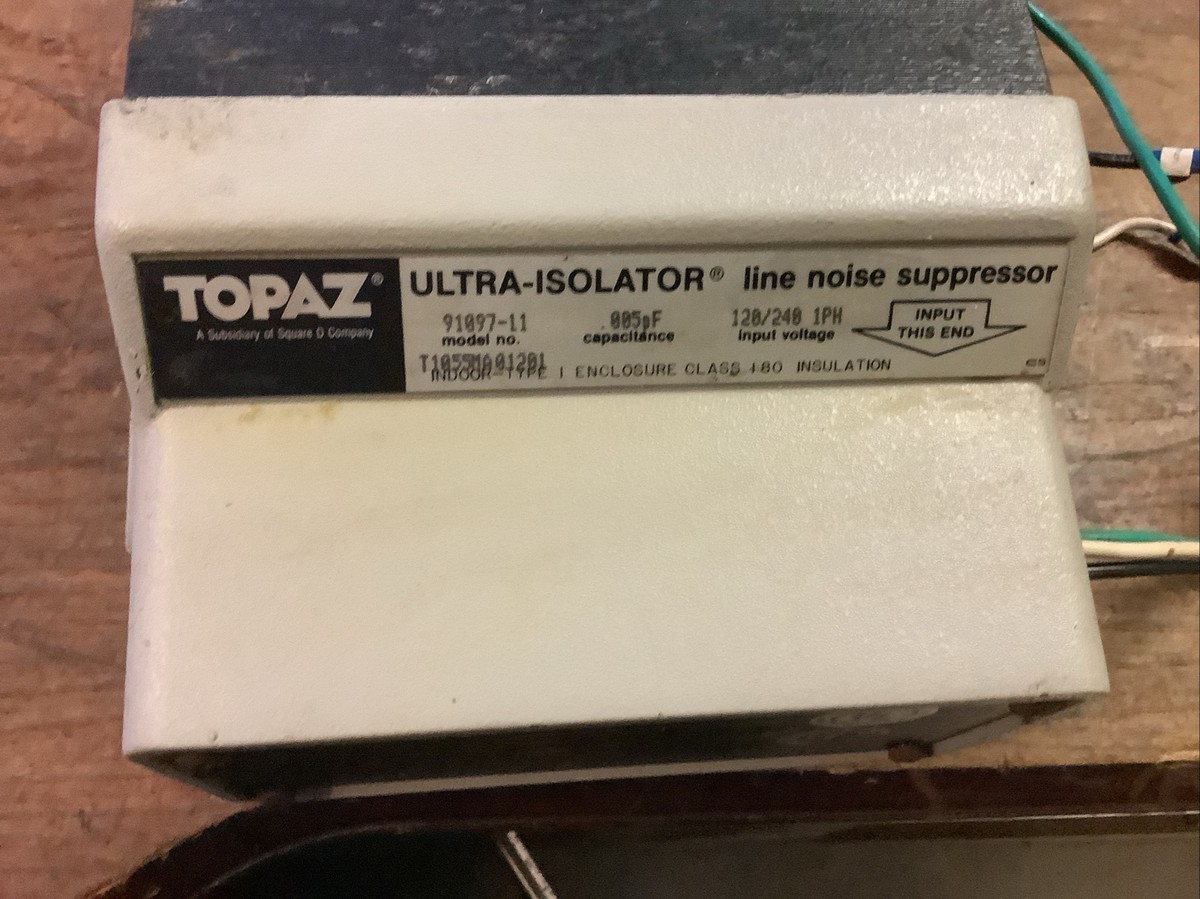 TOPAZ®
A Subsidiary of Square D Company
ULTRA-ISOLATOR® line noise suppressor
91097-11 .005pF 120/240 1PH
model no. capacitance input voltage
INPUT
THIS END
INDOOR-TYPE 1 ENCLOSURE CLASS 180 INSULATION